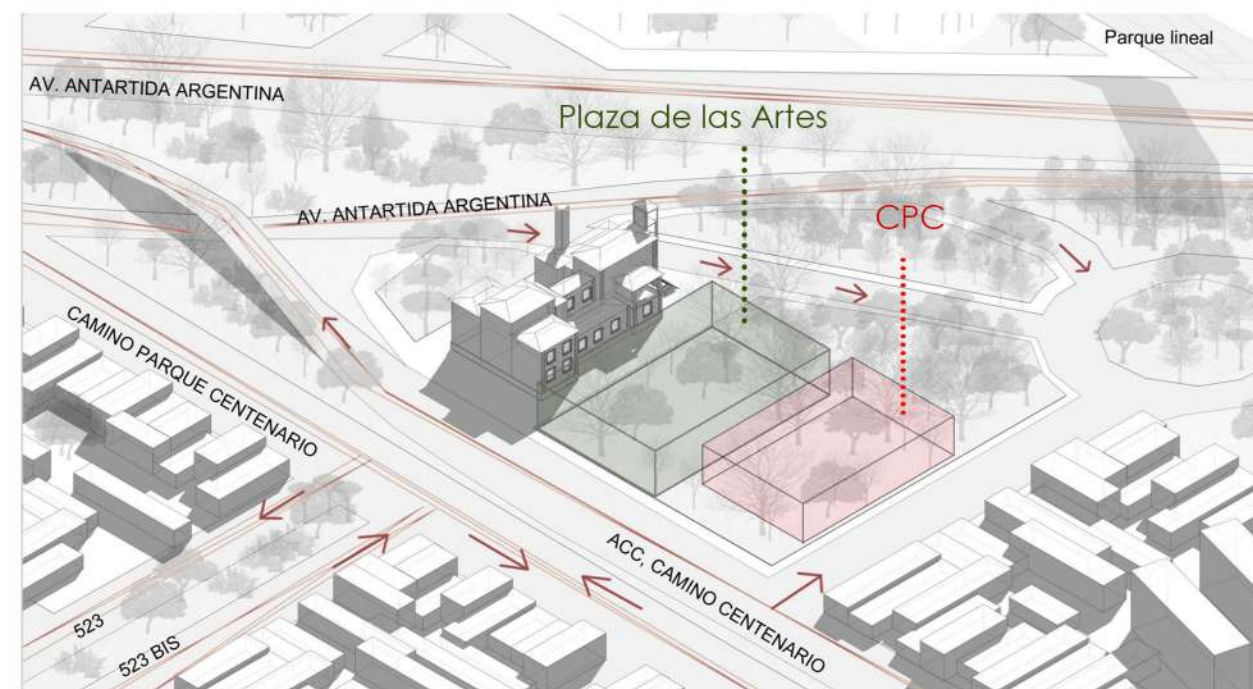 Parque lineal
AV. ANTARTIDA ARGENTINA
Plaza de las Artes
AV. ANTARTIDA ARGENTINA
CPC
CAMINO PARQUE CENTENARIO
ACC, CAMINO CENTENARIO
523
523 BIS